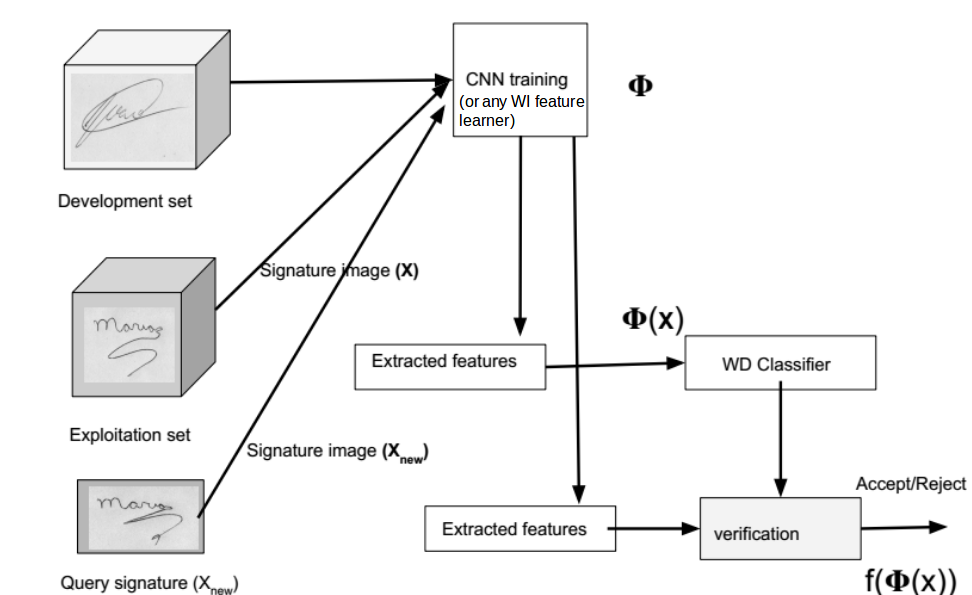 CNN training
(or any WI feature
learner)
Φ
Development set
Signature image (X)
Φ(x)
Extracted features
WD Classifier
Exploitation set
Signature image (Xnew)
Accept/Reject
Extracted features
verification
Query signature (Xnew)
f(Φ(x))